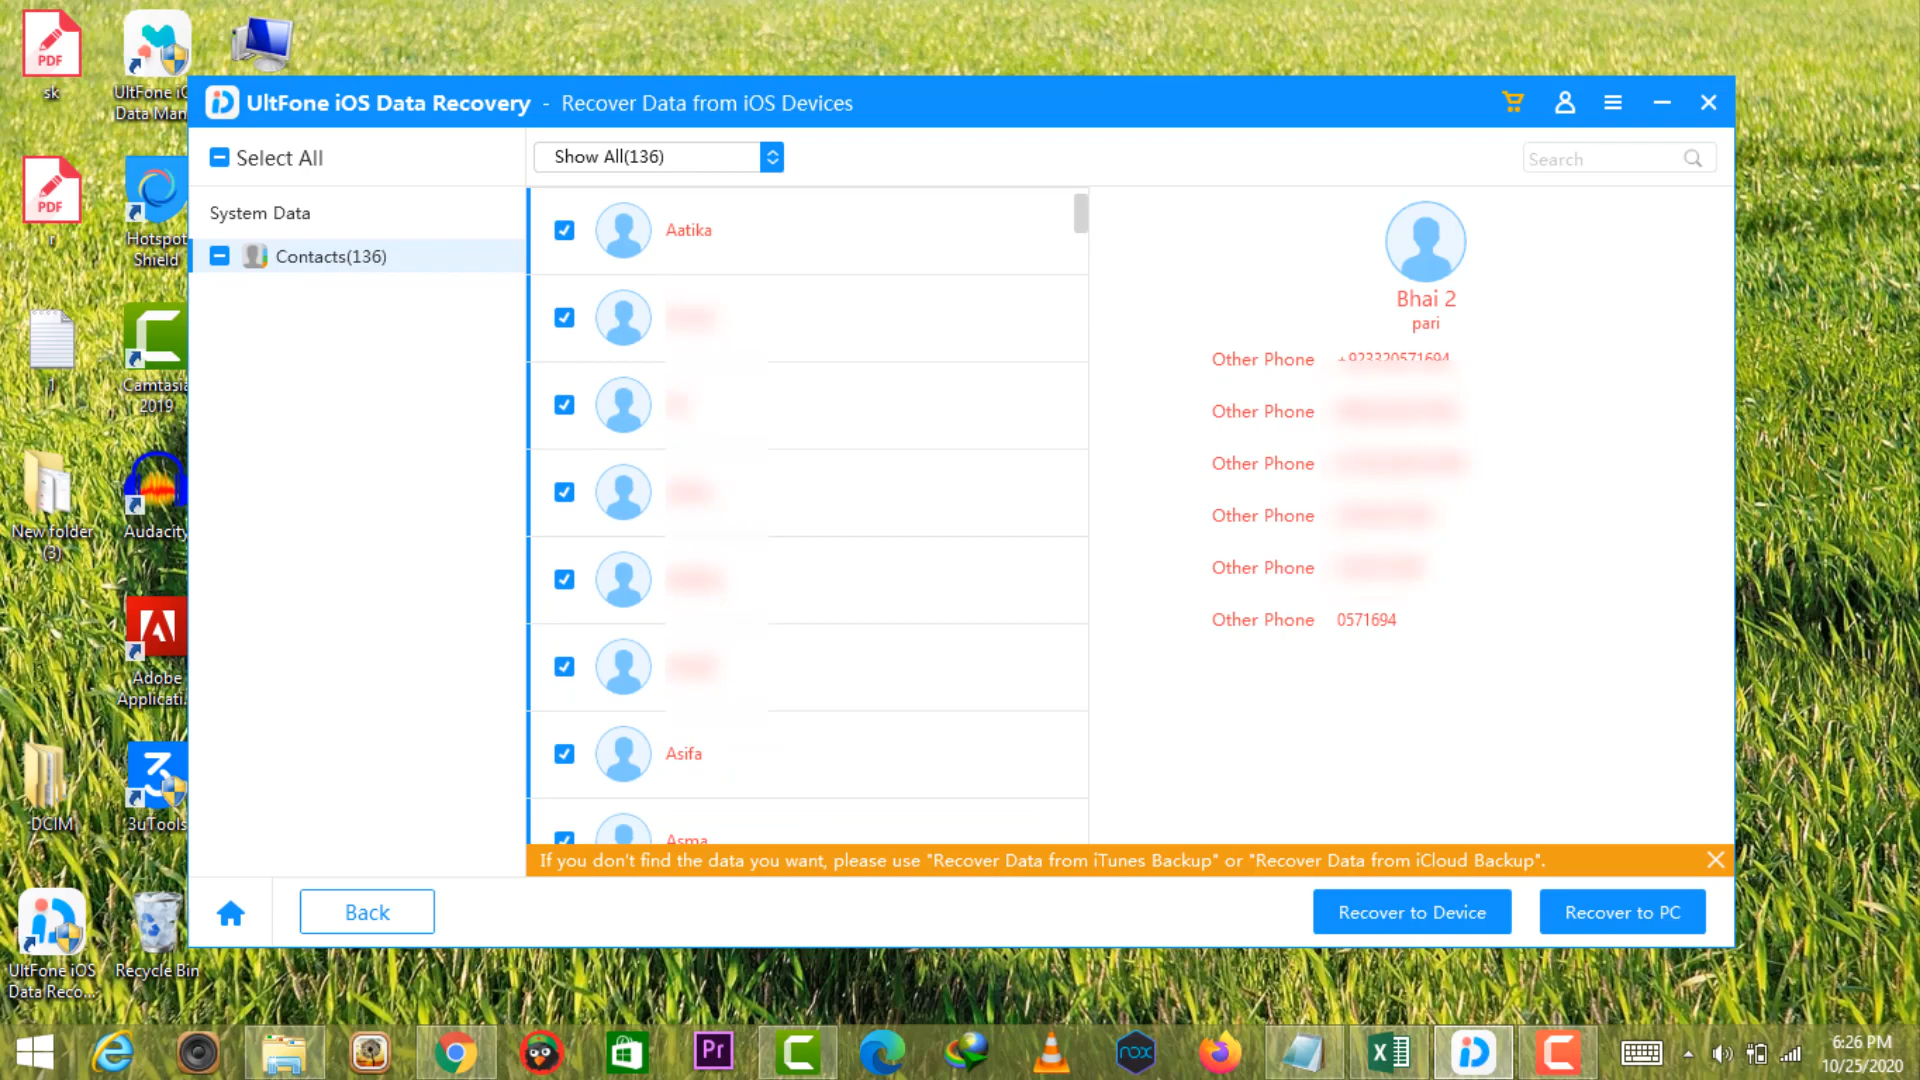 sk
UltFone iO
Data Man
r
Hotspot
Shield
1
Camtasia
2019
New folder
(3)
Audacity
Adobe
Applicati...
DCIM
3uTools
UltFone iOS
Data Reco...
Recycle Bin
UltFone iOS Data Recovery - Recover Data from iOS Devices
Select All
Show All(136)
Search
System Data
Contacts(136)
Aatika
Asifa
Asma
Bhai 2
pari
Other Phone +923320571694
Other Phone
Other Phone
Other Phone
Other Phone
Other Phone 0571694
If you don't find the data you want, please use "Recover Data from iTunes Backup" or "Recover Data from iCloud Backup".
Back
Recover to Device
Recover to PC
6:26 PM
10/25/2020